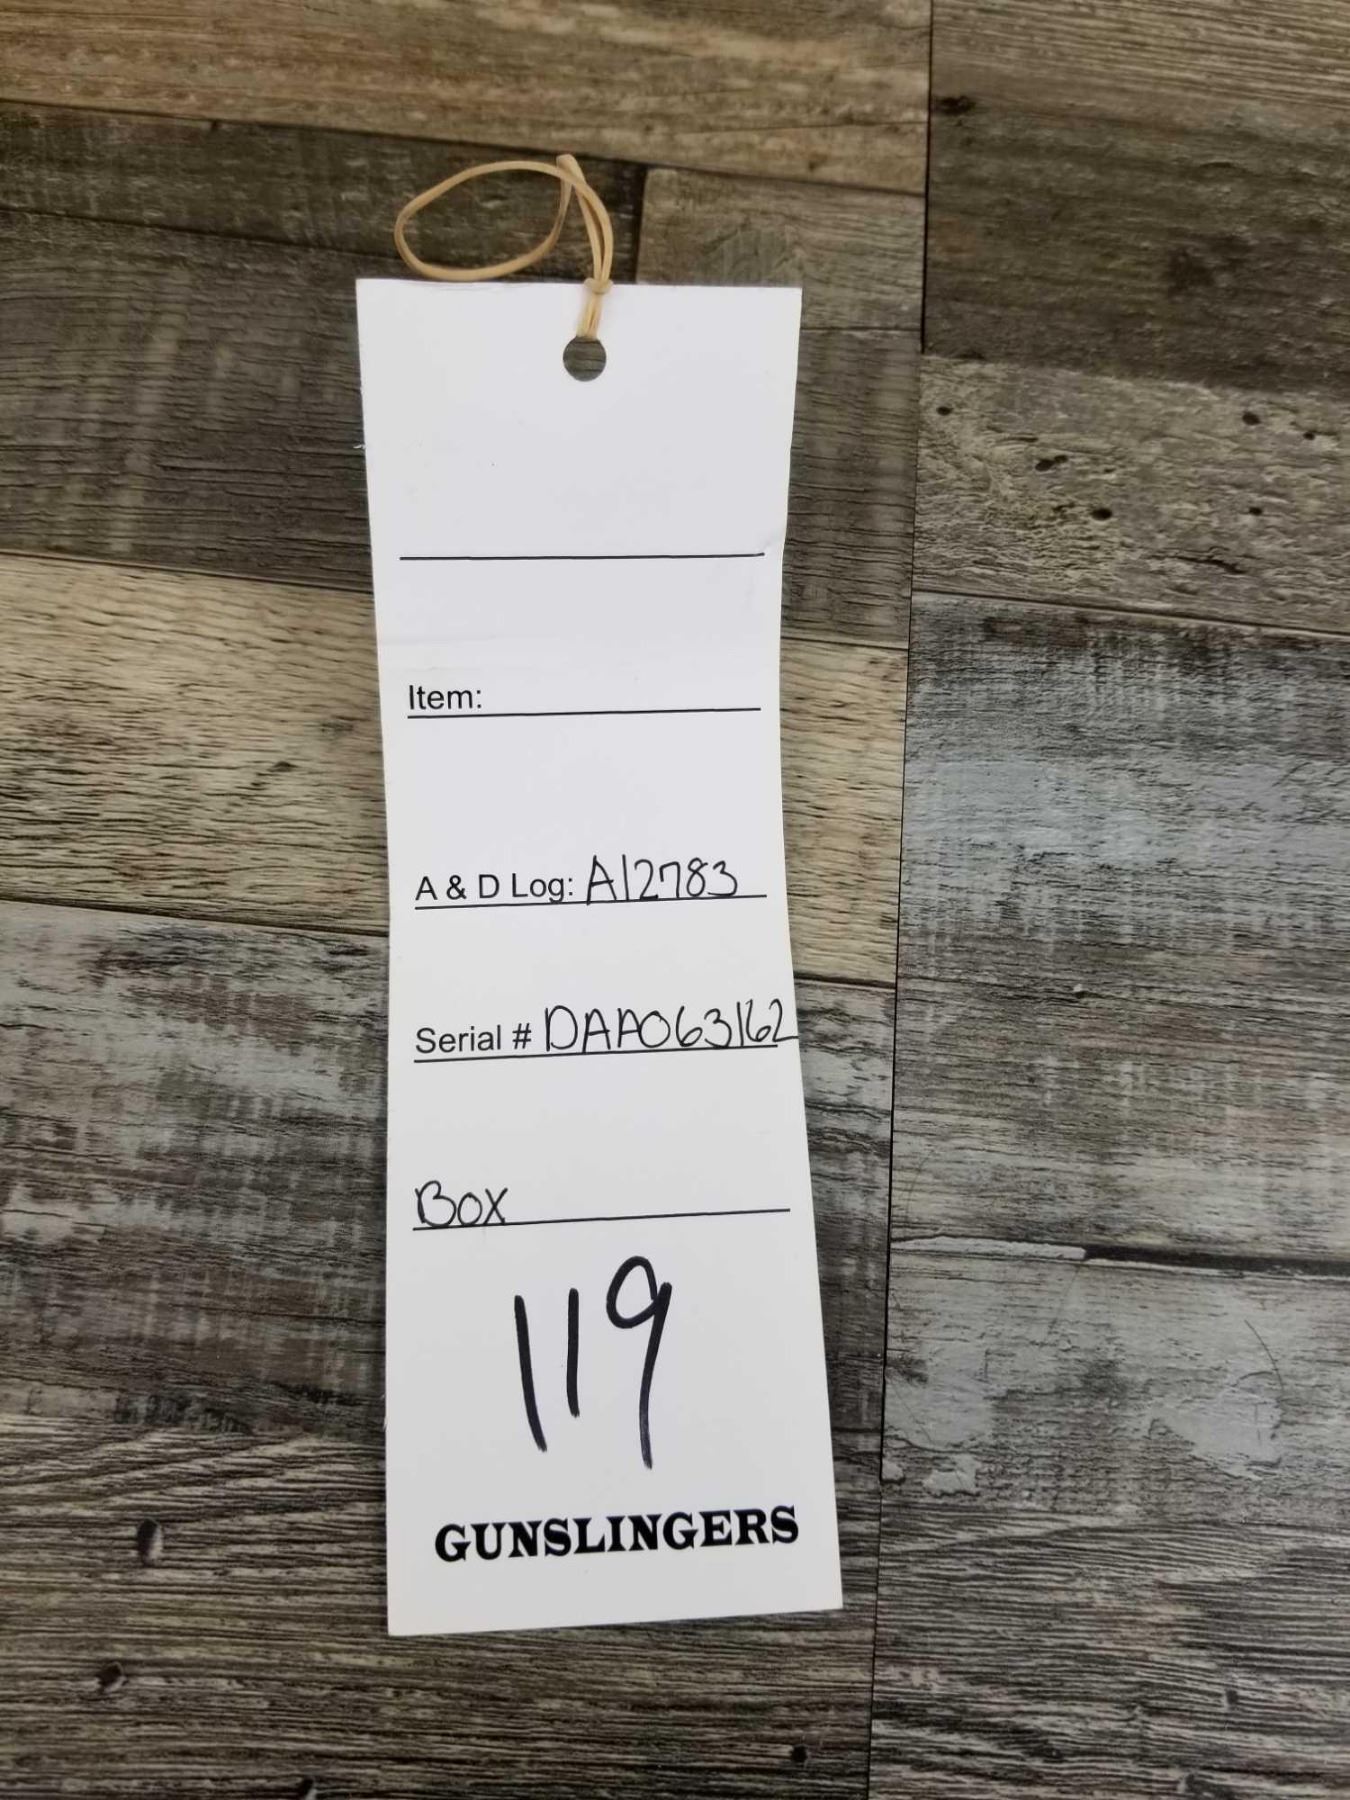 Item:
A & D Log: A12783
Serial # DAA063162
Box
119
GUNSLINGERS